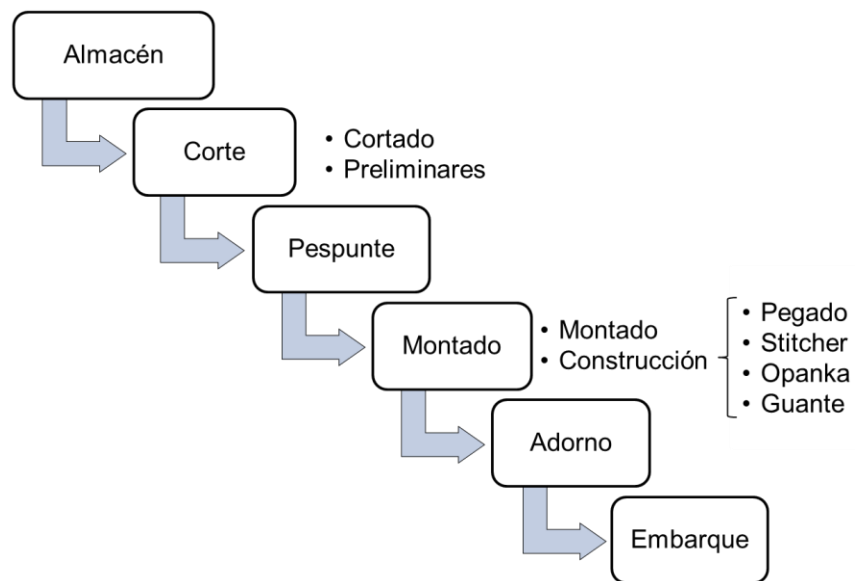 Almacén
Corte
• Cortado
• Preliminares
Pespunte
Montado
• Montado
• Construcción
• Pegado
• Stitcher
• Opanka
• Guante
Adorno
Embarque